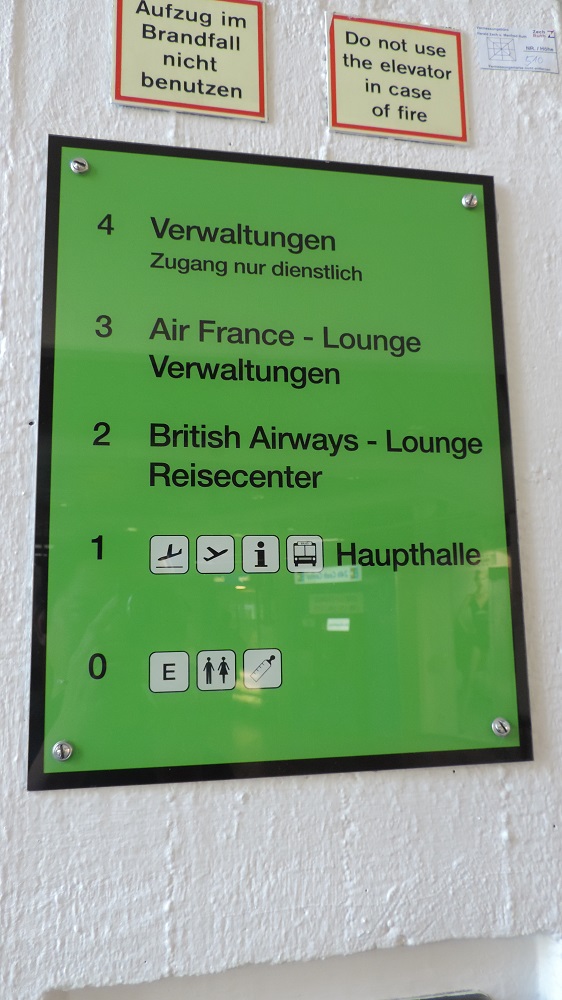 Aufzug im
Brandfall
nicht
benutzen
Do not use
the elevator
in case
of fire
4 Verwaltungen
Zugang nur dienstlich
3 Air France - Lounge
Verwaltungen
2 British Airways - Lounge
Reisecenter
1 i Haupthalle
0 E